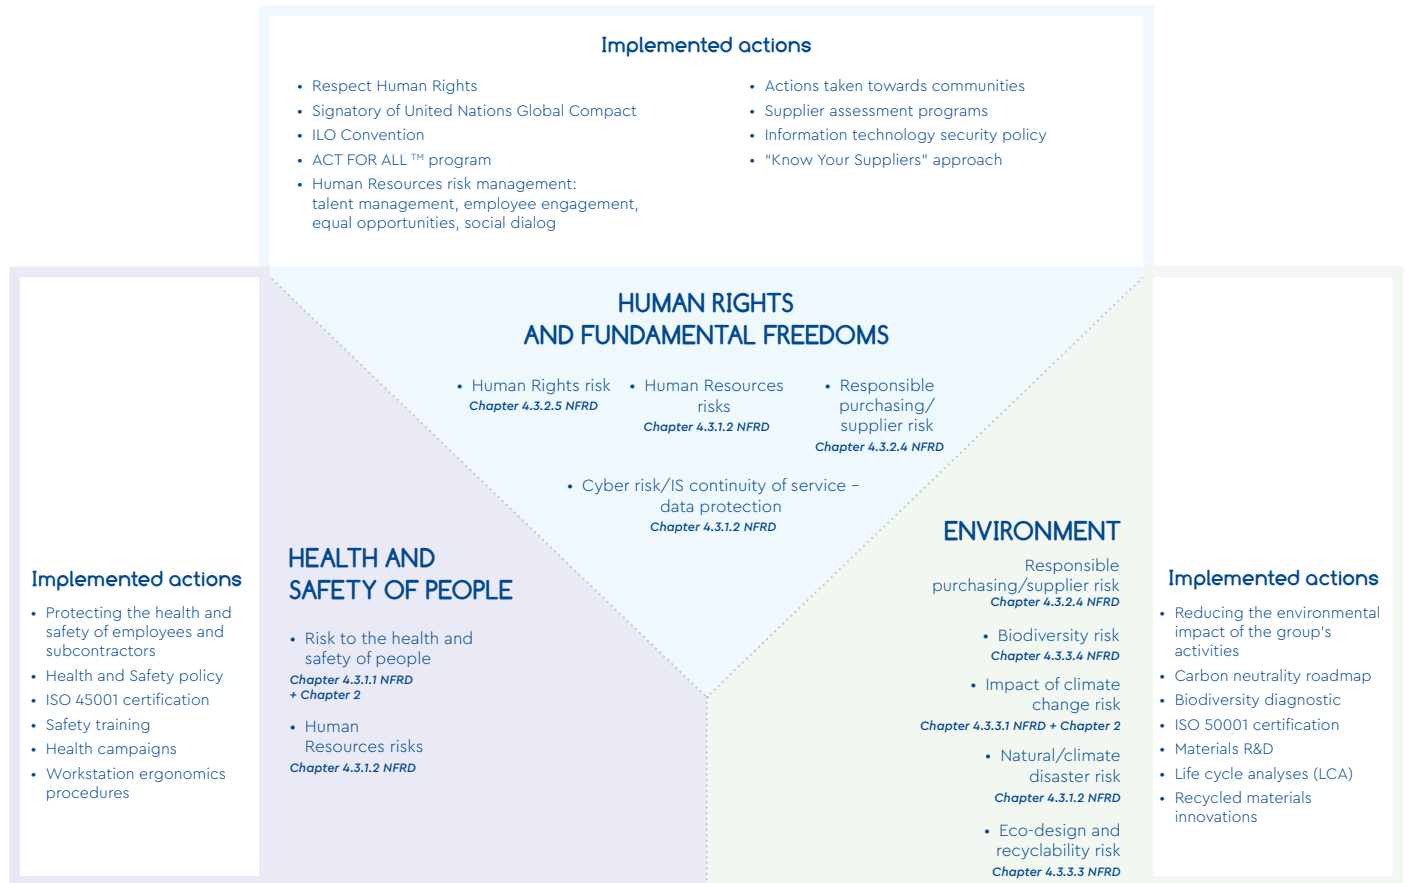 Implemented actions
• Respect Human Rights
• Signatory of United Nations Global Compact
• ILO Convention
• ACT FOR ALL ™ program
• Human Resources risk management:
talent management, employee engagement,
equal opportunities, social dialog
• Actions taken towards communities
• Supplier assessment programs
• Information technology security policy
• “Know Your Suppliers” approach
HUMAN RIGHTS
AND FUNDAMENTAL FREEDOMS
• Human Rights risk
Chapter 4.3.2.5 NFRD
• Human Resources
risks
Chapter 4.3.1.2 NFRD
• Responsible
purchasing/
supplier risk
Chapter 4.3.2.4 NFRD
• Cyber risk/IS continuity of service –
data protection
Chapter 4.3.1.2 NFRD
Implemented actions
• Protecting the health and
safety of employees and
subcontractors
• Health and Safety policy
• ISO 45001 certification
• Safety training
• Health campaigns
• Workstation ergonomics
procedures
HEALTH AND
SAFETY OF PEOPLE
• Risk to the health and
safety of people
Chapter 4.3.1.1 NFRD
+ Chapter 2
• Human
Resources risks
Chapter 4.3.1.2 NFRD
ENVIRONMENT
Responsible
purchasing/supplier risk
Chapter 4.3.2.4 NFRD
• Biodiversity risk
Chapter 4.3.3.4 NFRD
• Impact of climate
change risk
Chapter 4.3.3.1 NFRD + Chapter 2
• Natural/climate
disaster risk
Chapter 4.3.1.2 NFRD
• Eco-design and
recyclability risk
Chapter 4.3.3.3 NFRD
Implemented actions
• Reducing the environmental
impact of the group’s
activities
• Carbon neutrality roadmap
• Biodiversity diagnostic
• ISO 50001 certification
• Materials R&D
• Life cycle analyses (LCA)
• Recycled materials
innovations